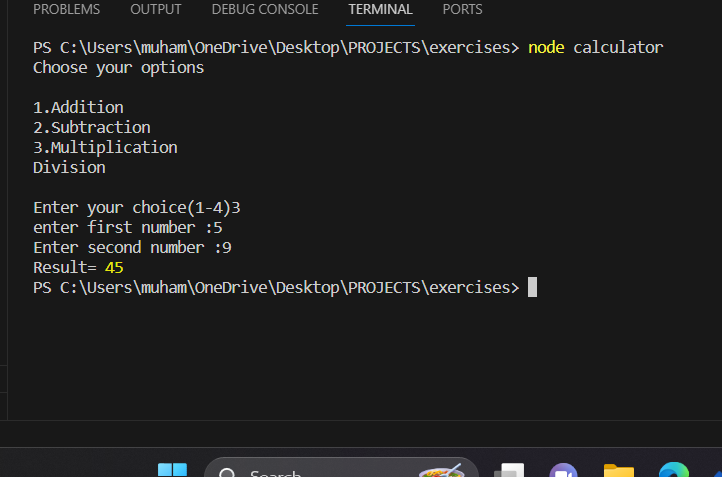 PROBLEMS OUTPUT DEBUG CONSOLE TERMINAL PORTS
PS C:\Users\muham\OneDrive\Desktop\PROJECTS\exercises> node calculator
Choose your options
1.Addition
2.Subtraction
3.Multiplication
Division
Enter your choice(1-4)3
enter first number :5
Enter second number :9
Result= 45
PS C:\Users\muham\OneDrive\Desktop\PROJECTS\exercises>
Search